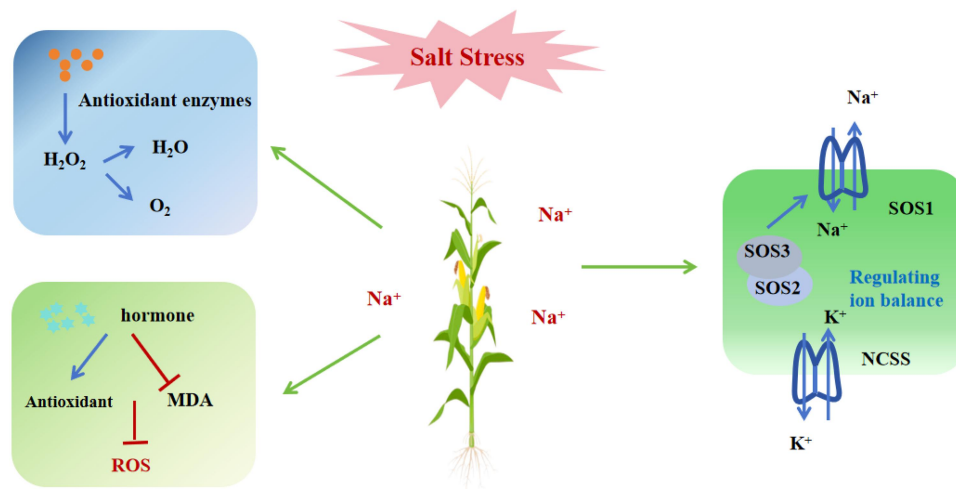 Salt Stress
Antioxidant enzymes
H₂O₂
H₂O
O₂
hormone
Antioxidant
MDA
ROS
Na⁺
Na⁺
Na⁺
Na⁺
SOS1
Na⁺
SOS3
SOS2
Regulating
ion balance
K⁺
NCSS
K⁺